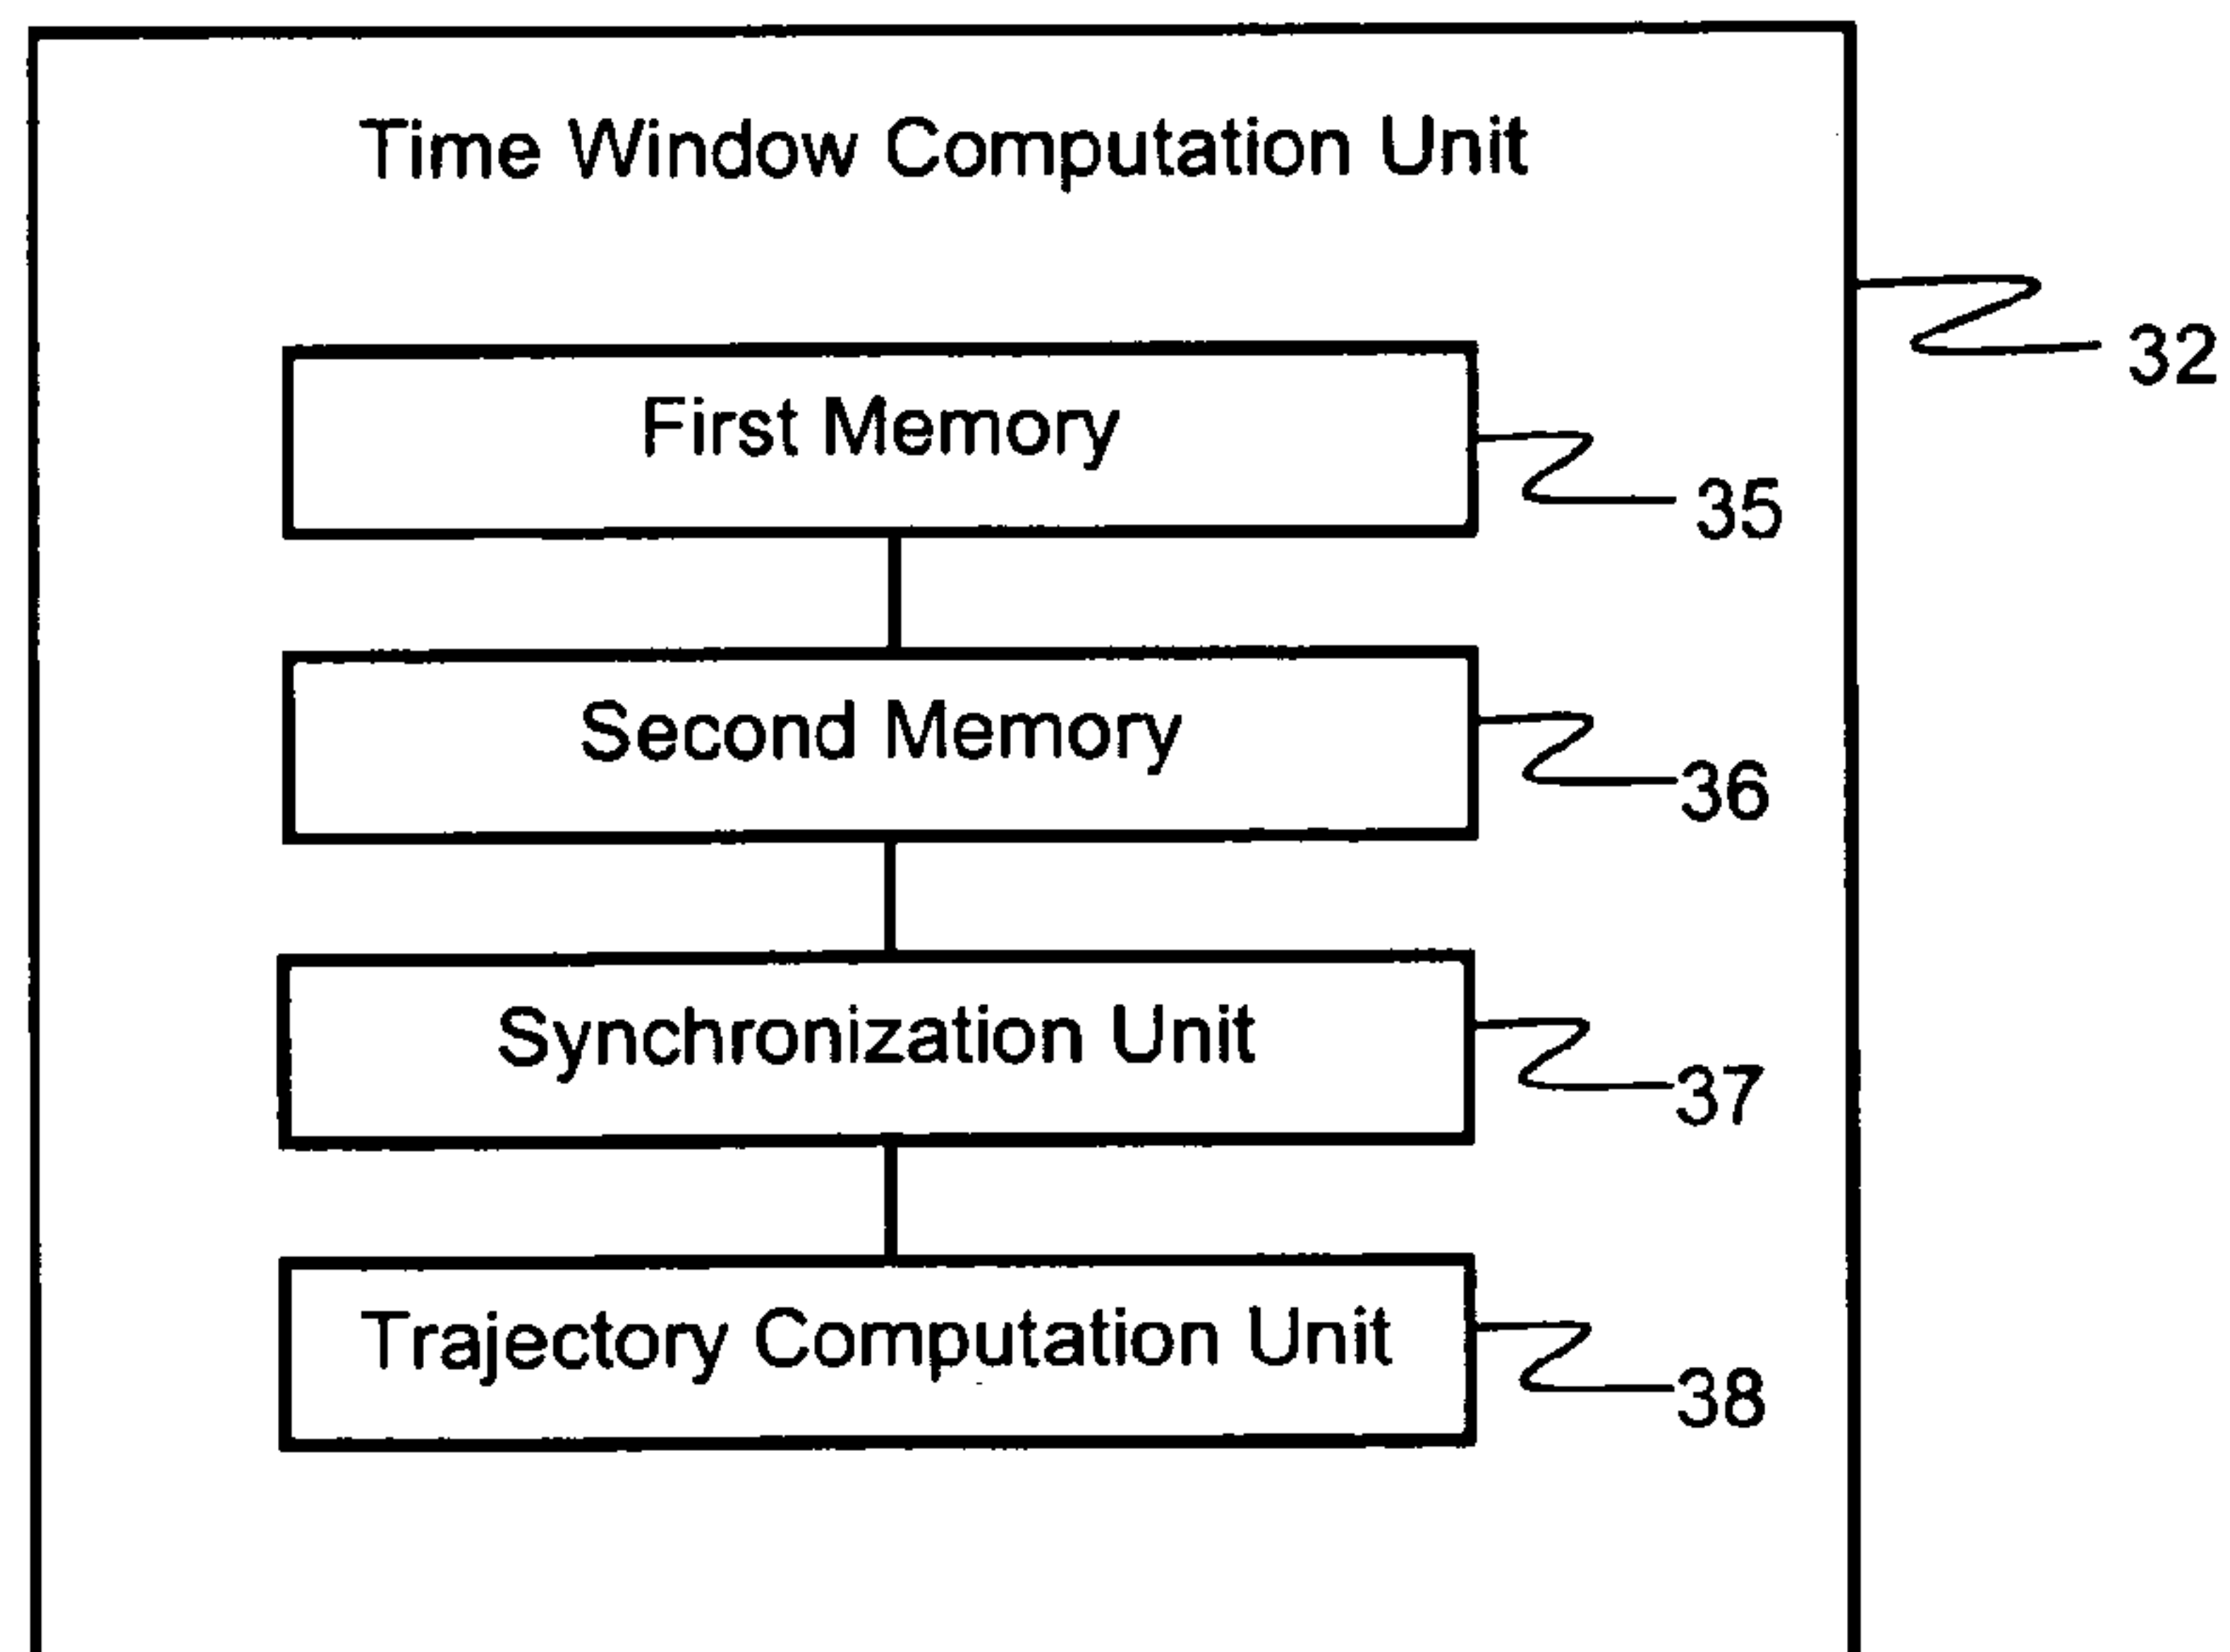 Time Window Computation Unit
32
First Memory
35
Second Memory
36
Synchronization Unit
37
Trajectory Computation Unit
38